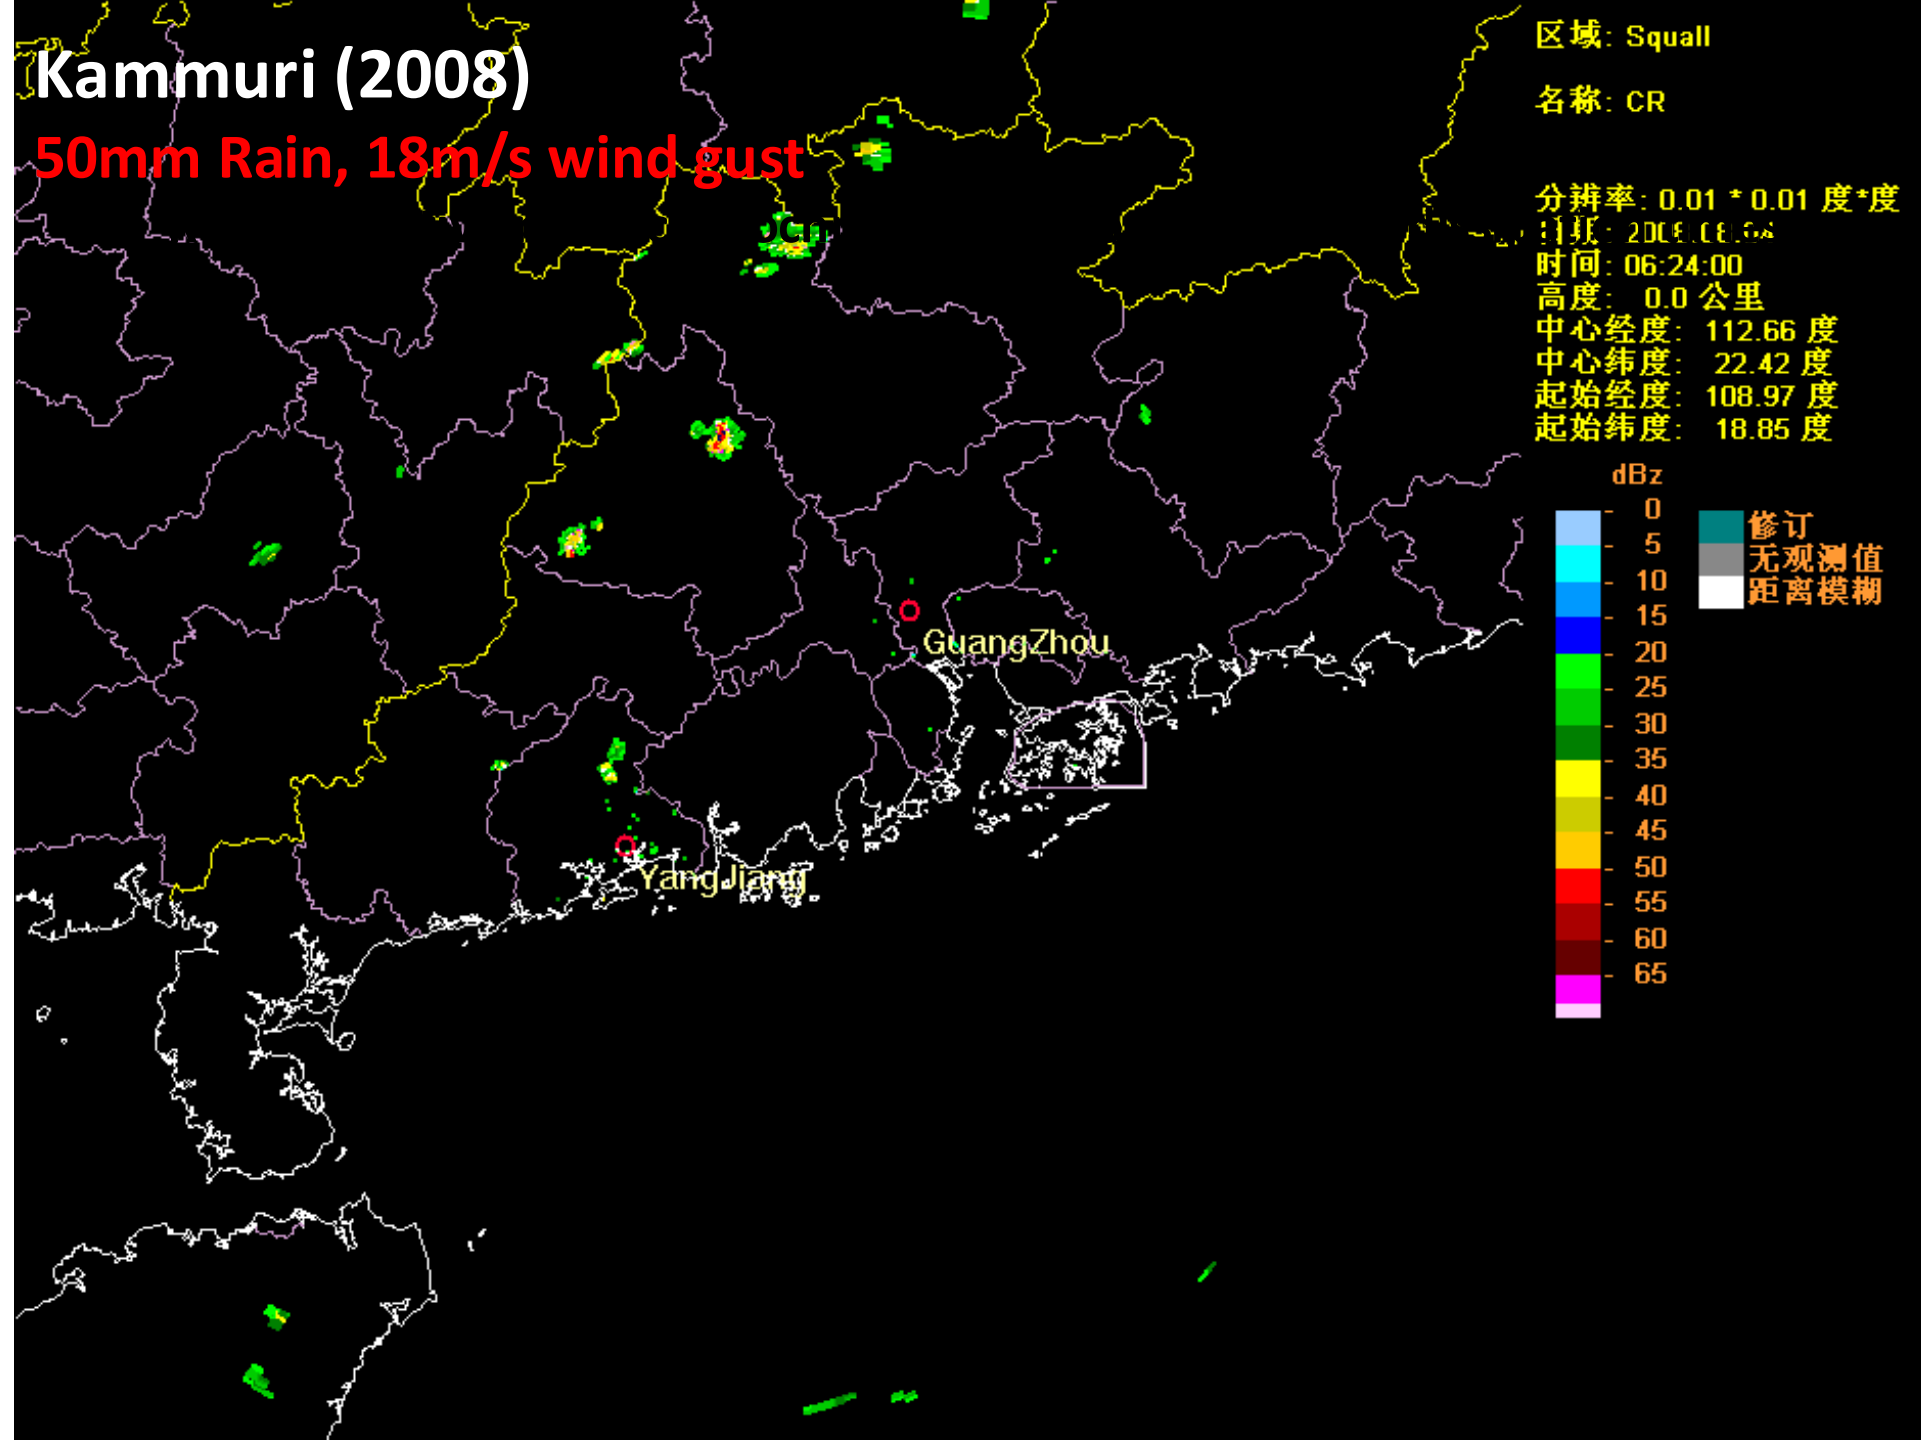 Kammuri (2008)
50mm Rain, 18m/s wind gust
区域: Squall
名称: CR
分辨率: 0.01 * 0.01 度*度
时间: 06:24:00
高度: 0.0 公里
中心经度: 112.66 度
中心纬度: 22.42 度
起始经度: 108.97 度
起始纬度: 18.85 度
dBz
0
5
10
15
20
25
30
35
40
45
50
55
60
65
修订
无观测值
距离模糊
GuangZhou
YangJiang